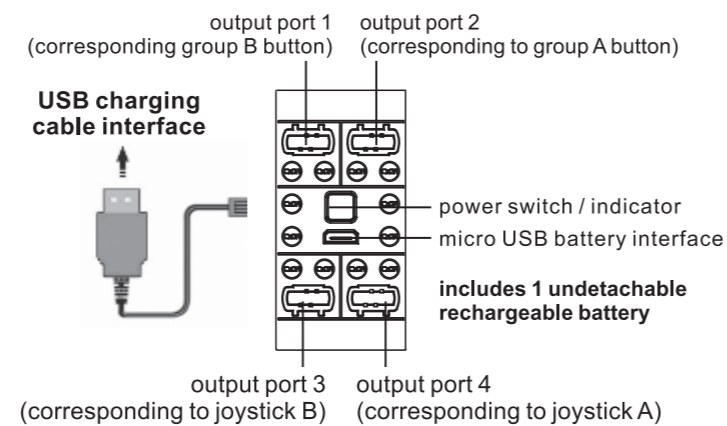 output port 1
(corresponding group B button)
output port 2
(corresponding to group A button)
USB charging
cable interface
power switch / indicator
micro USB battery interface
includes 1 undetachable
rechargeable battery
output port 3
(corresponding to joystick B)
output port 4
(corresponding to joystick A)